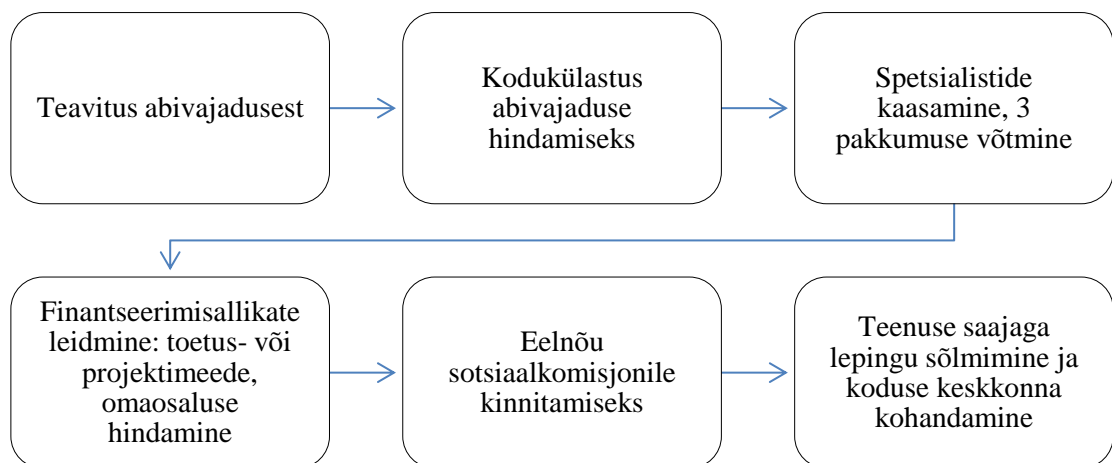 Teavitus abivajadusest
Kodukülastus
abivajaduse
hindamiseks
Spetsialistide
kaasamine, 3
pakkumuse võtmine
Finantseerimisallikate
leidmine: toetus- või
projektimeede,
omaosaluse
hindamine
Eelnõu
sotsiaalkomisjonile
kinnitamiseks
Teenuse saajaga
lepingu sõlmimine ja
koduse keskkonna
kohandamine